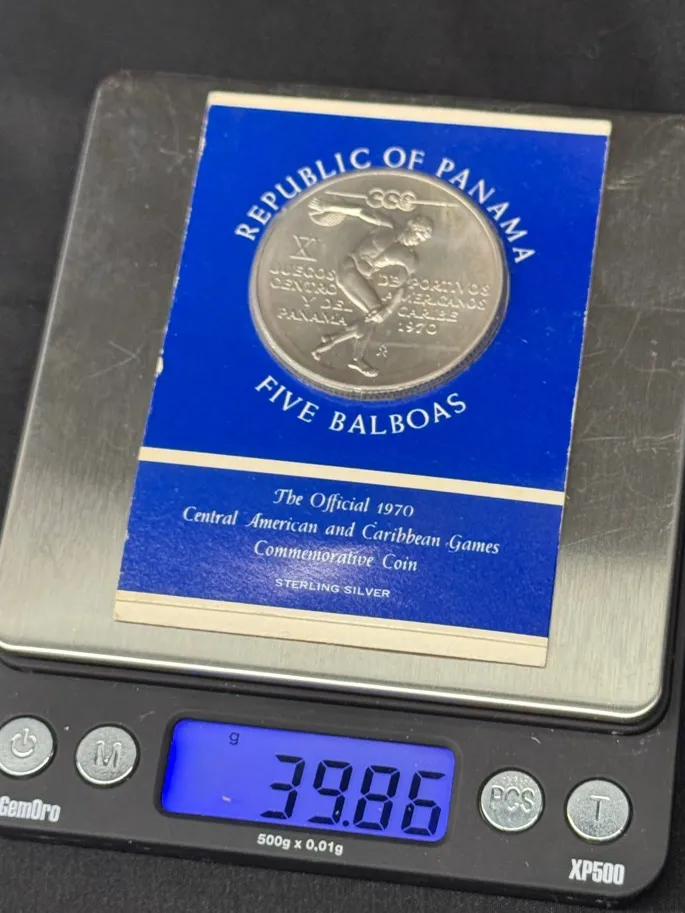 REPUBLIC OF PANAMA
XI
JUEGOS DEPORTIVOS
CENTRO AMERICANOS
Y DEL CARIBE
PANAMA 1970
FIVE BALBOAS
The Official 1970
Central American and Caribbean Games
Commemorative Coin
STERLING SILVER
g
39.86
M
PCS
T
GemOro
500g x 0,01g
XP500